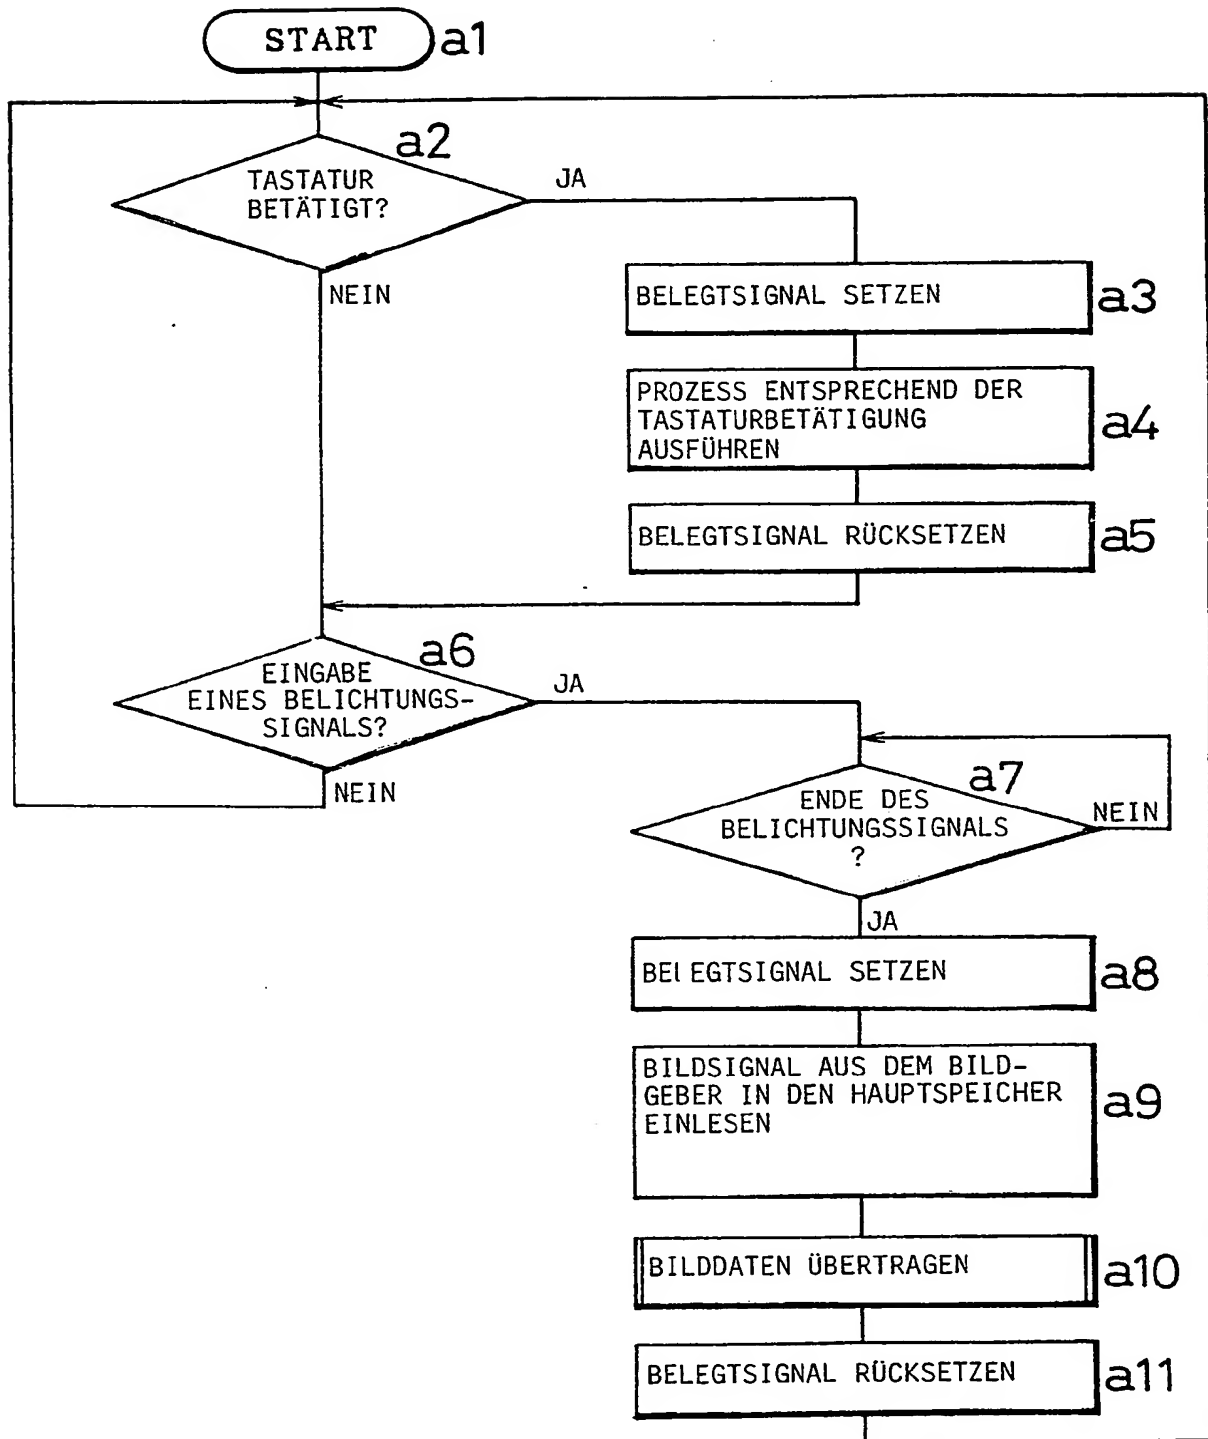 START a1
a2
TASTATUR
BETÄTIGT?
JA
NEIN
BELEGTSIGNAL SETZEN
a3
PROZESS ENTSPRECHEND DER
TASTATURBETÄTIGUNG
AUSFÜHREN
a4
BELEGTSIGNAL RÜCKSETZEN
a5
a6
EINGABE
EINES BELICHTUNGS-
SIGNALS?
JA
NEIN
a7
ENDE DES
BELICHTUNGSSIGNALS
?
NEIN
JA
BELEGTSIGNAL SETZEN
a8
BILDSIGNAL AUS DEM BILD-
GEBER IN DEN HAUPTSPEICHER
EINLESEN
a9
BILDDATEN ÜBERTRAGEN
a10
BELEGTSIGNAL RÜCKSETZEN
a11